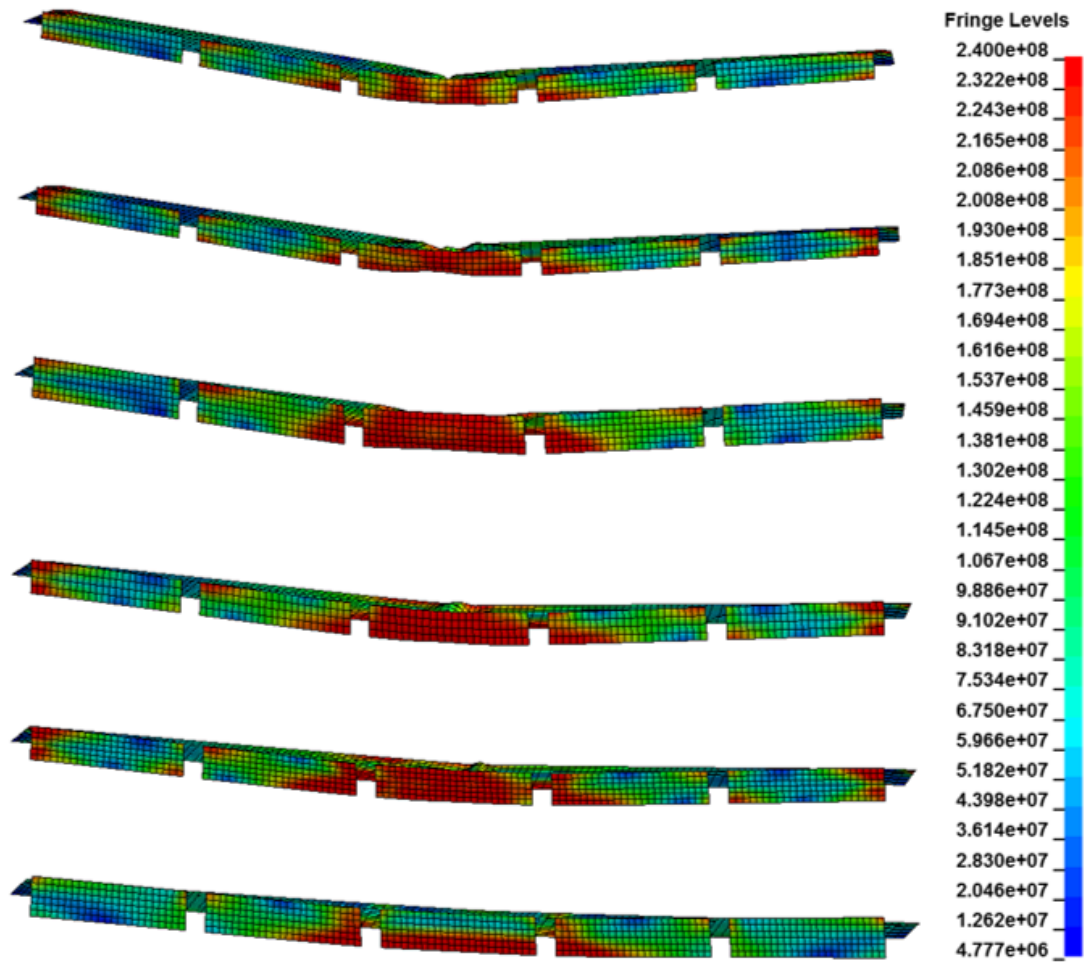 Fringe Levels
2.400e+08
2.322e+08
2.243e+08
2.165e+08
2.086e+08
2.008e+08
1.930e+08
1.851e+08
1.773e+08
1.694e+08
1.616e+08
1.537e+08
1.459e+08
1.381e+08
1.302e+08
1.224e+08
1.145e+08
1.067e+08
9.886e+07
9.102e+07
8.318e+07
7.534e+07
6.750e+07
5.966e+07
5.182e+07
4.398e+07
3.614e+07
2.830e+07
2.046e+07
1.262e+07
4.777e+06